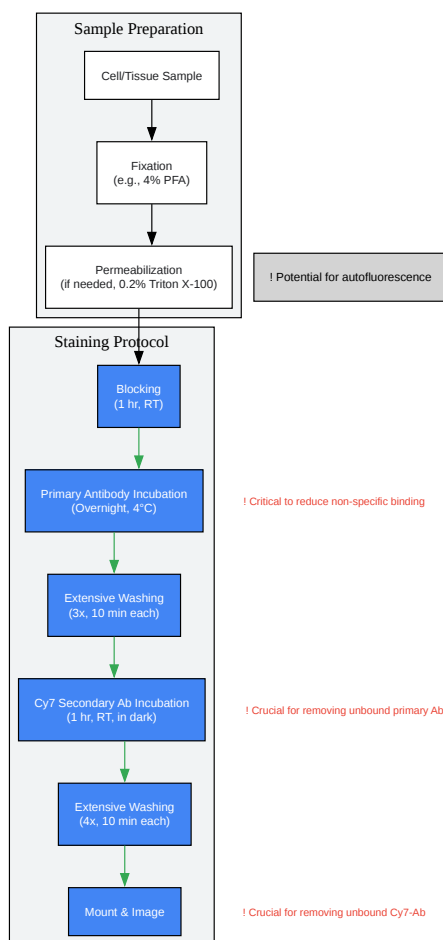 Sample Preparation
Cell/Tissue Sample
Fixation
(e.g., 4% PFA)
Permeabilization
(if needed, 0.2% Triton X-100)
! Potential for autofluorescence
Staining Protocol
Blocking
(1 hr, RT)
Primary Antibody Incubation
(Overnight, 4°C)
! Critical to reduce non-specific binding
Extensive Washing
(3x, 10 min each)
Cy7 Secondary Ab Incubation
(1 hr, RT, in dark)
! Crucial for removing unbound primary Ab
Extensive Washing
(4x, 10 min each)
Mount & Image
! Crucial for removing unbound Cy7-Ab